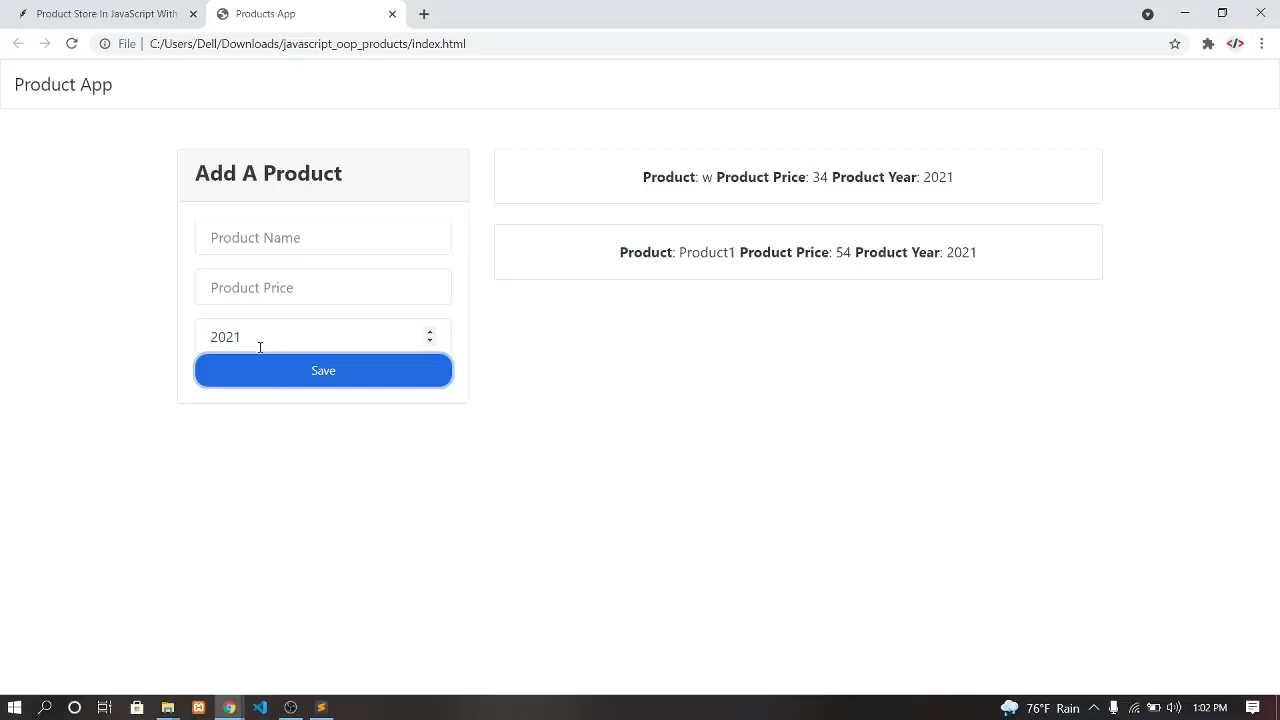 Product Store In JavaScript With
Products App
File
C:/Users/Dell/Downloads/javascript_oop_products/index.html
Product App
Add A Product
Product Name
Product Price
2021
Save
Product: w Product Price: 34 Product Year: 2021
Product: Product1 Product Price: 54 Product Year: 2021
76°F Rain
1:02 PM